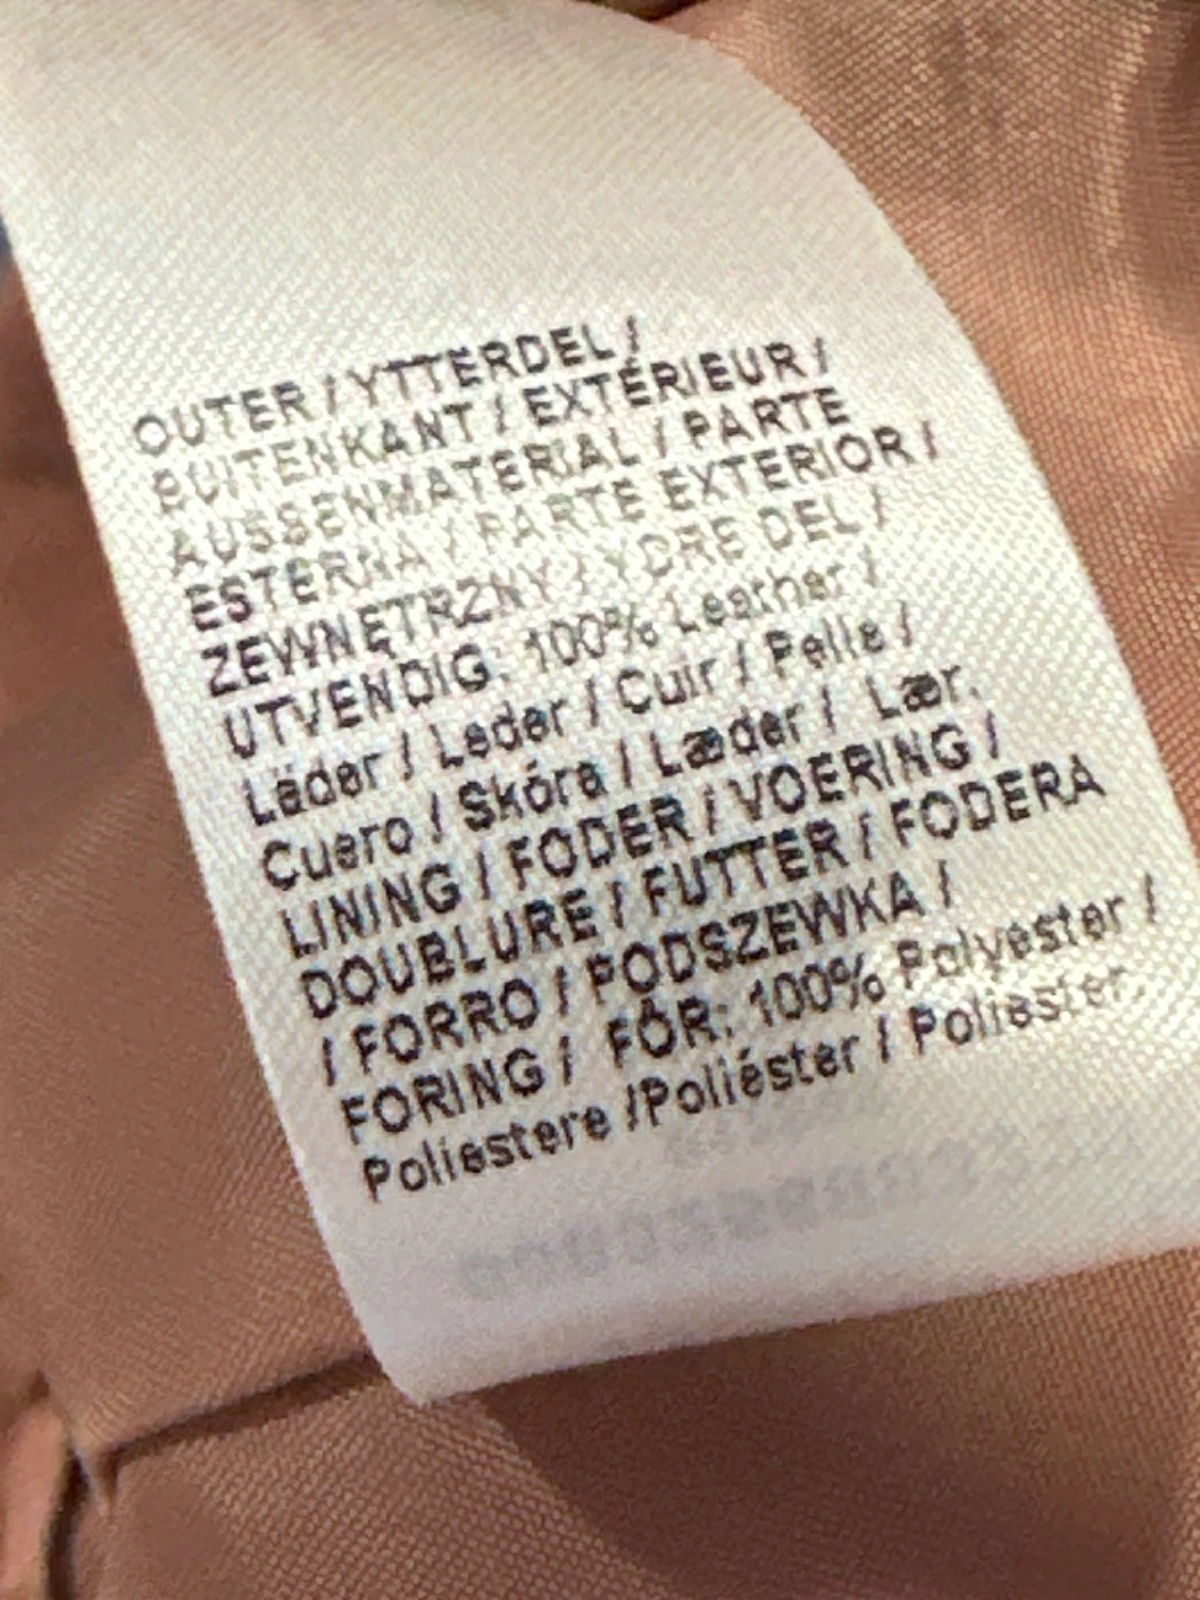 OUTER / YTTERDEL /
BUITENKANT / EXTÉRIEUR /
AUSSENMATERIAL / PARTE
ESTERNA / PARTE EXTERIOR /
ZEWNĘTRZNY / YDRE DEL /
UTVENDIG: 100% Leather /
Läder / Leder / Cuir / Pelle /
Cuero / Skóra / Læder / Lær.
LINING / FODER / VOERING /
DOUBLURE / FUTTER / FODERA
/ FORRO / PODSZEWKA /
FORING / FÔR: 100% Polyester /
Poliestere /Poliéster / Poliester